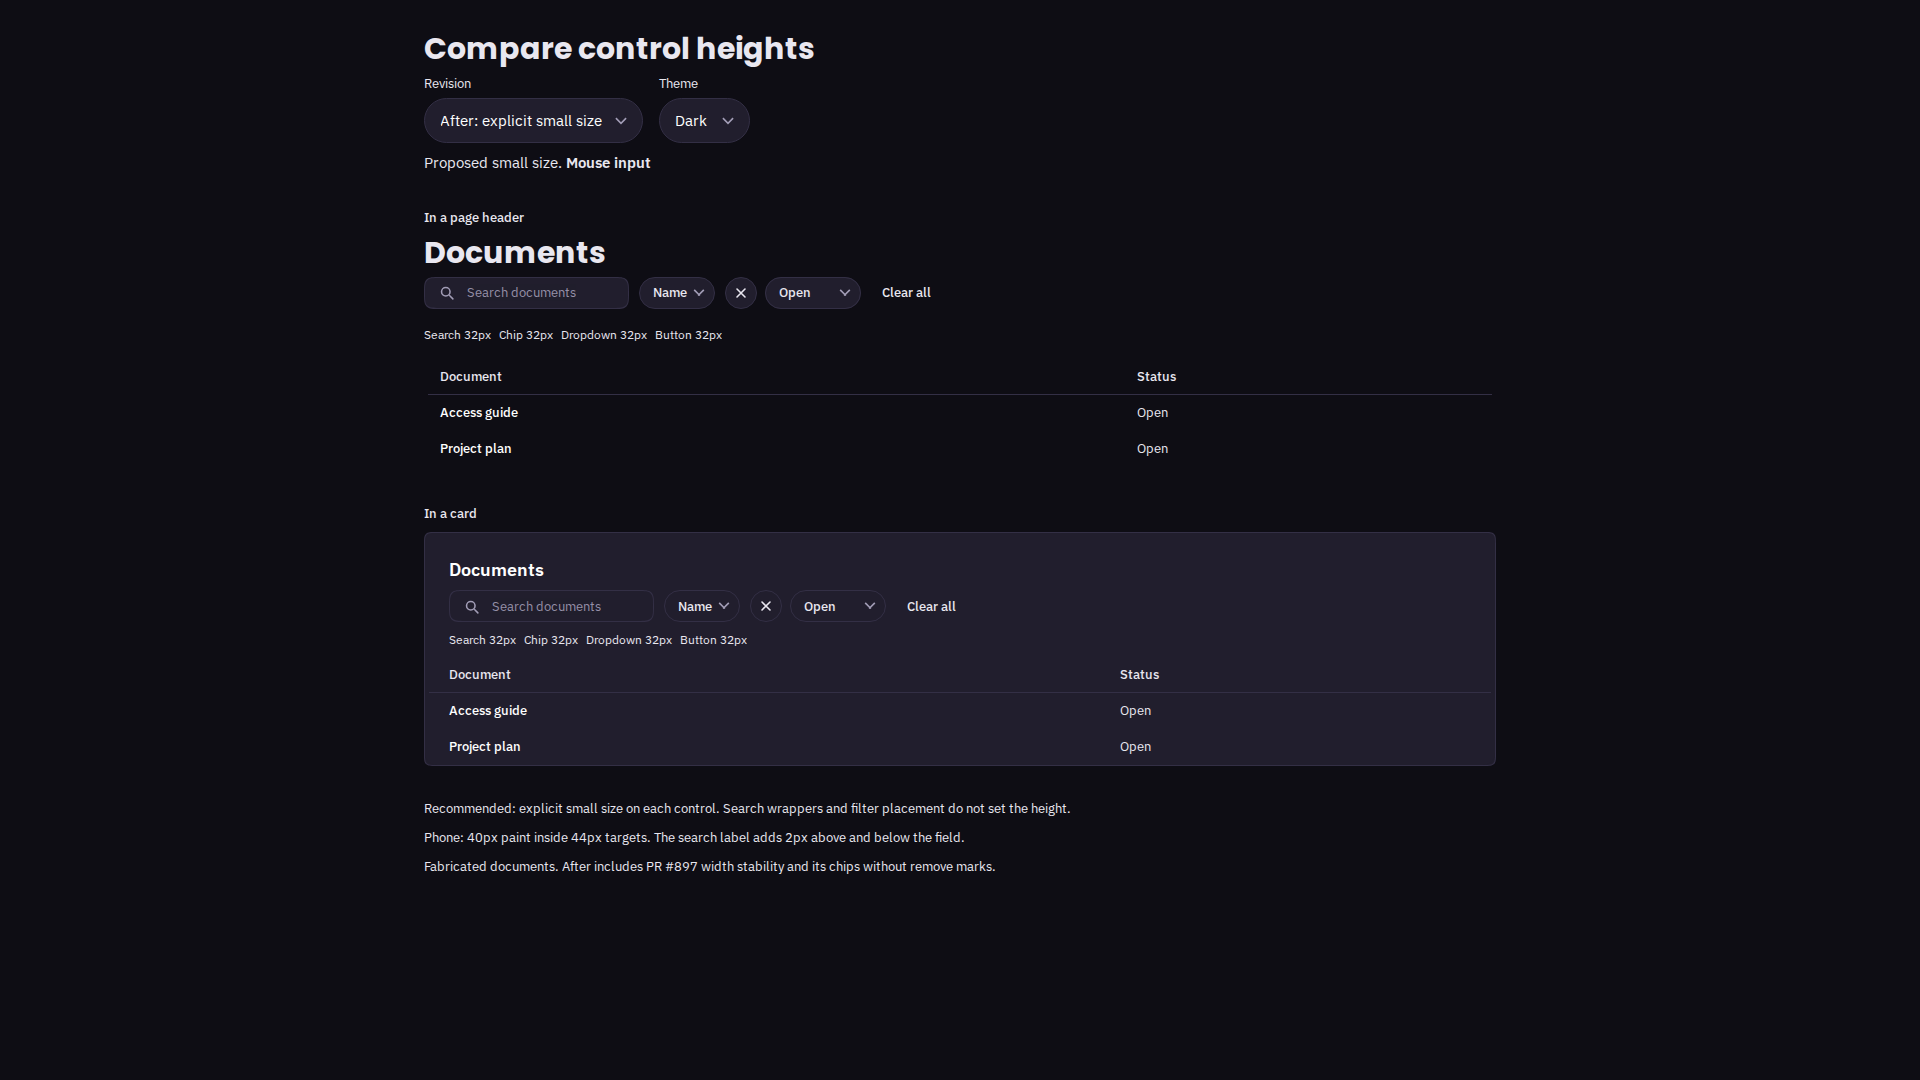 Compare control heights
Revision Theme
After: explicit small size Dark
Proposed small size. Mouse input
In a page header
Documents
Search documents Name Open Clear all
Search 32px Chip 32px Dropdown 32px Button 32px
Document Status
Access guide Open
Project plan Open
In a card
Documents
Search documents Name Open Clear all
Search 32px Chip 32px Dropdown 32px Button 32px
Document Status
Access guide Open
Project plan Open
Recommended: explicit small size on each control. Search wrappers and filter placement do not set the height.
Phone: 40px paint inside 44px targets. The search label adds 2px above and below the field.
Fabricated documents. After includes PR #897 width stability and its chips without remove marks.